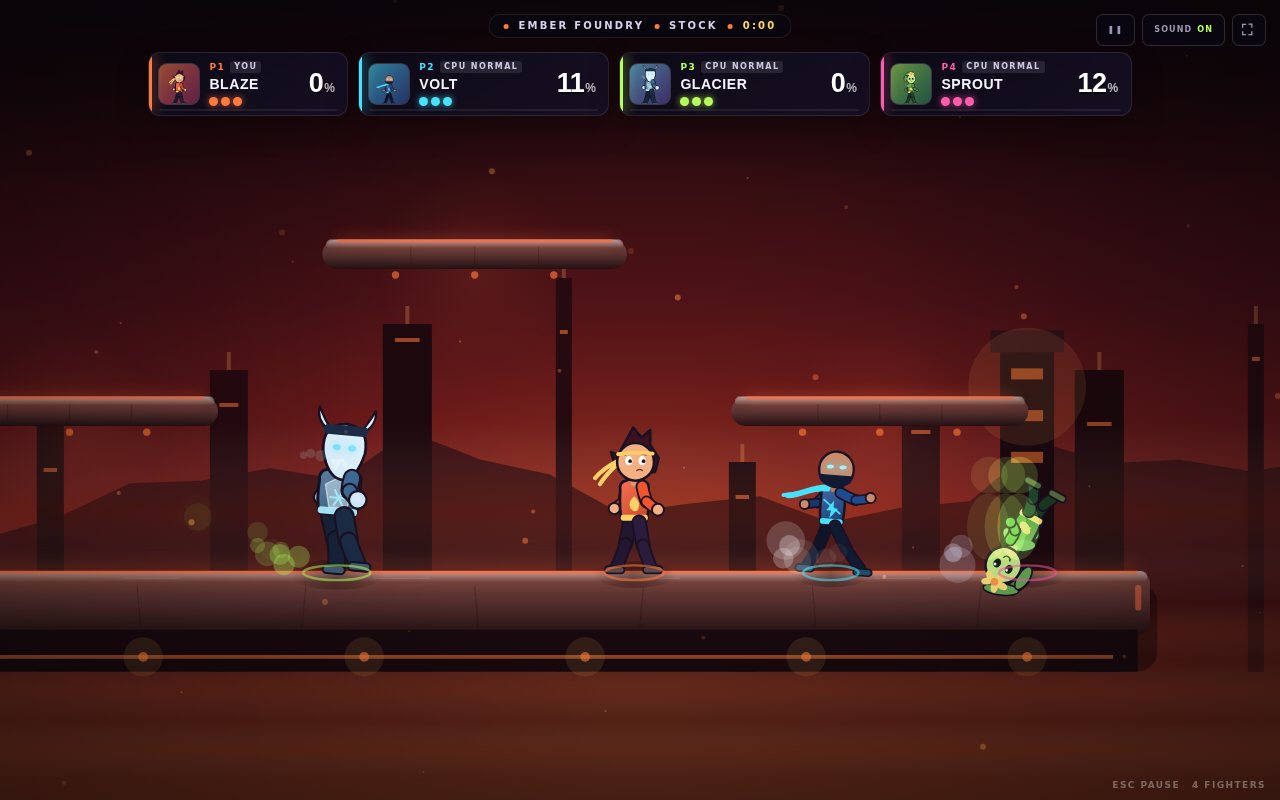 EMBER FOUNDRY • STOCK • 0:00
SOUND ON
P1 YOU
BLAZE 0%
P2 CPU NORMAL
VOLT 11%
P3 CPU NORMAL
GLACIER 0%
P4 CPU NORMAL
SPROUT 12%
ESC PAUSE 4 FIGHTERS